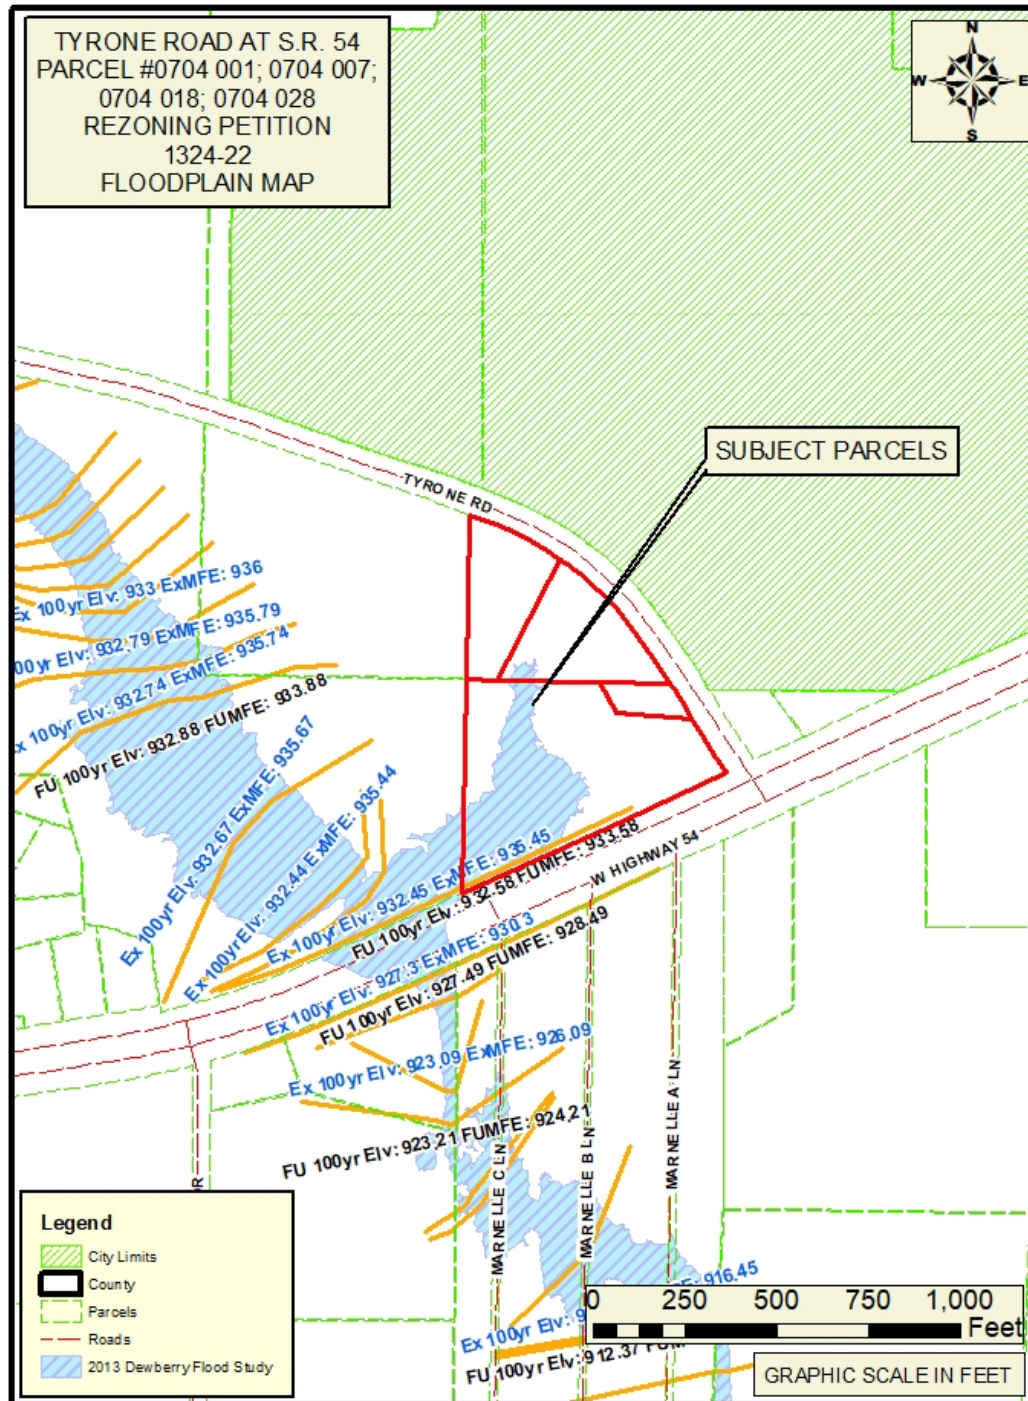 TYRONE ROAD AT S.R. 54
PARCEL #0704 001; 0704 007;
0704 018; 0704 028
REZONING PETITION
1324-22
FLOODPLAIN MAP
N
W
E
S
SUBJECT PARCELS
TYRONE RD
Ex 100yr Elv: 933 ExMFE: 936
00yr Elv: 932.79 ExMFE: 935.79
x 100yr Elv: 932.74 ExMFE: 935.74
FU 100yr Elv: 932.88 FUMFE: 933.88
Ex 100yr Elv: 932.67 ExMFE: 935.67
Ex 100yr Elv: 932.44 ExMFE: 935.44
Ex 100yr Elv: 932.45 ExMFE: 935.45
FU 100yr Elv: 932.58 FUMFE: 933.58
W HIGHWAY 54
Ex 100yr Elv: 927.3 ExMFE: 930.3
FU 100yr Elv: 927.49 FUMFE: 928.49
Ex 100yr Elv: 923.09 ExMFE: 926.09
FU 100yr Elv: 923.21 FUMFE: 924.21
MARNELLE C LN
MARNELLE B LN
MARNELLE A LN
DR
916.45
Ex 100yr Elv: 9
FU 100yr Elv: 912.37 FUM
Legend
City Limits
County
Parcels
Roads
2013 Dewberry Flood Study
0 250 500 750 1,000
Feet
GRAPHIC SCALE IN FEET